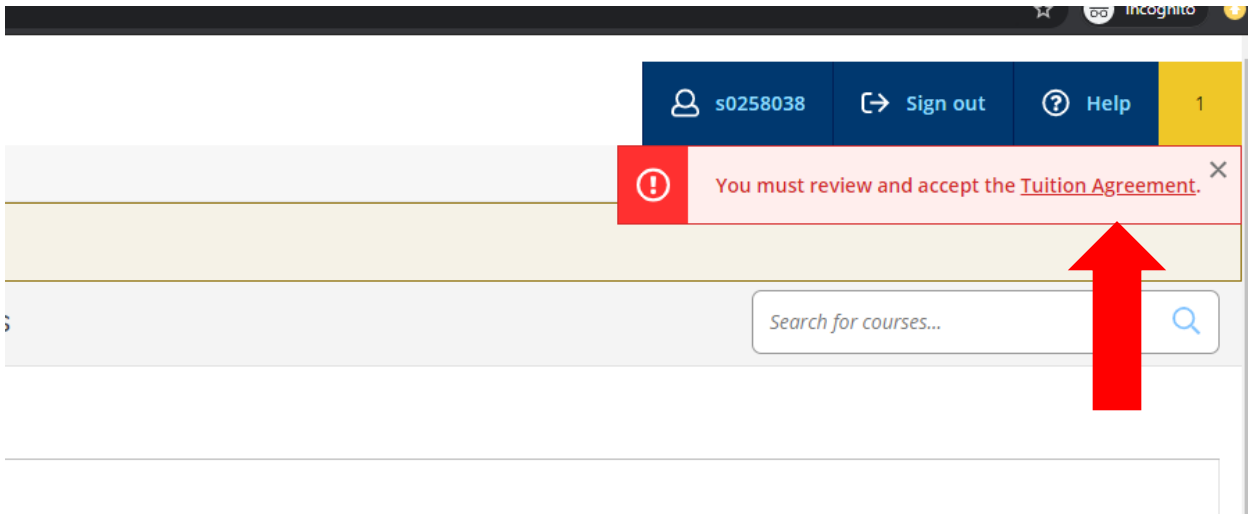 Incognito
s0258038 Sign out Help 1
You must review and accept the Tuition Agreement.
s
Search for courses...